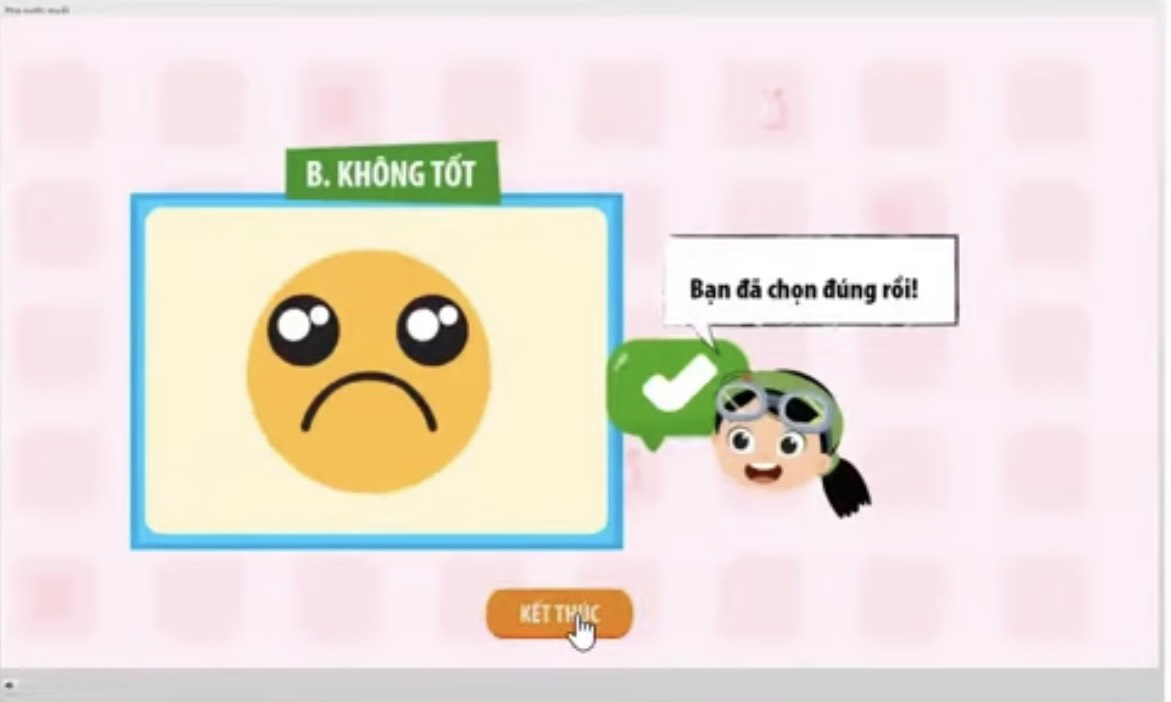 B. KHÔNG TỐT
Bạn đã chọn đúng rồi!
KẾT THÚC